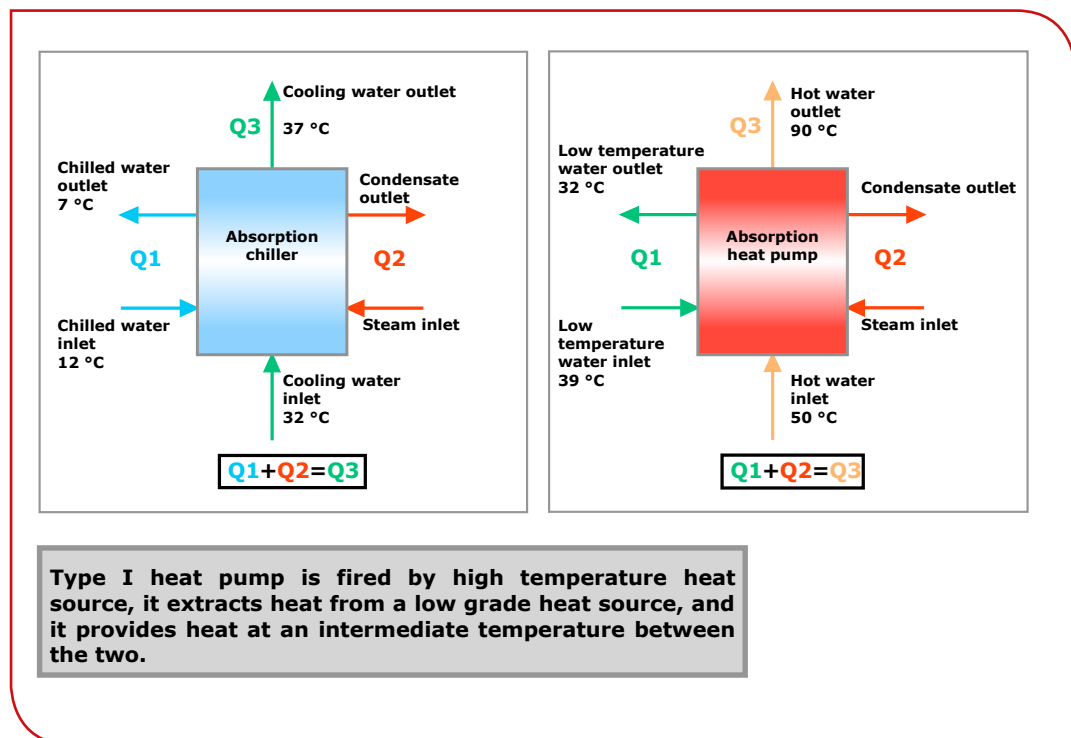 Cooling water outlet
37 °C
Q3
Chilled water
outlet
7 °C
Condensate
outlet
Absorption
chiller
Q1
Q2
Chilled water
inlet
12 °C
Steam inlet
Cooling water
inlet
32 °C
Q1+Q2=Q3
Hot water
outlet
90 °C
Q3
Low temperature
water outlet
32 °C
Condensate outlet
Absorption
heat pump
Q1
Q2
Low
temperature
water inlet
39 °C
Steam inlet
Hot water
inlet
50 °C
Q1+Q2=Q3
Type I heat pump is fired by high temperature heat
source, it extracts heat from a low grade heat source, and
it provides heat at an intermediate temperature between
the two.